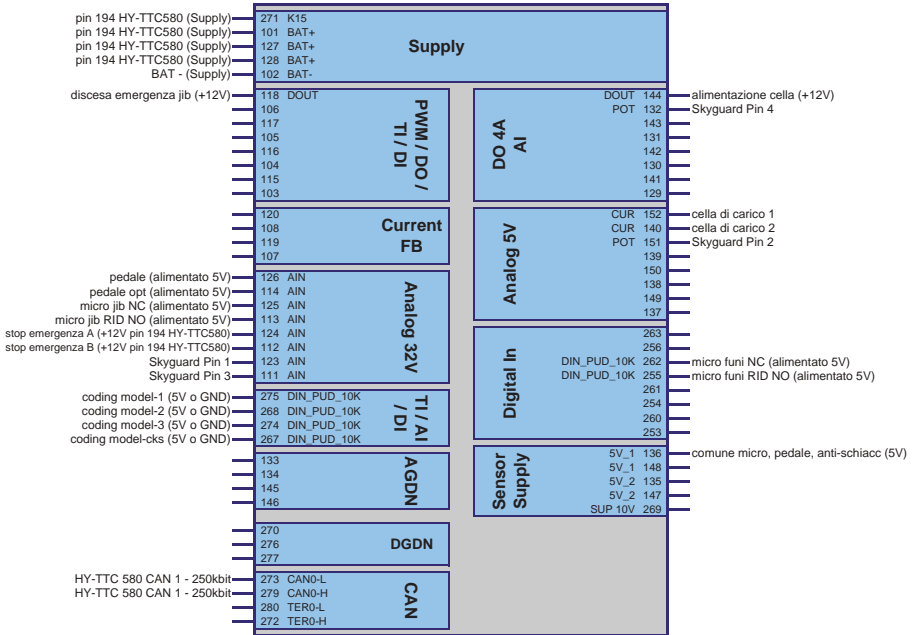 pin 194 HY-TTC580 (Supply) 271 K15
pin 194 HY-TTC580 (Supply) 101 BAT+
pin 194 HY-TTC580 (Supply) 127 BAT+
pin 194 HY-TTC580 (Supply) 128 BAT+
BAT - (Supply) 102 BAT-
Supply
discesa emergenza jib (+12V) 118 DOUT
106
117
105
116
104
115
103
PWM / DO /
TI / DI
120
108
119
107
Current
FB
pedale (alimentato 5V) 126 AIN
pedale opt (alimentato 5V) 114 AIN
micro jib NC (alimentato 5V) 125 AIN
micro jib RID NO (alimentato 5V) 113 AIN
stop emergenza A (+12V pin 194 HY-TTC580) 124 AIN
stop emergenza B (+12V pin 194 HY-TTC580) 112 AIN
Skyguard Pin 1 123 AIN
Skyguard Pin 3 111 AIN
Analog 32V
coding model-1 (5V o GND) 275 DIN_PUD_10K
coding model-2 (5V o GND) 268 DIN_PUD_10K
coding model-3 (5V o GND) 274 DIN_PUD_10K
coding model-cks (5V o GND) 267 DIN_PUD_10K
TI / AI
/ DI
133
134
145
146
AGDN
270
276
277
DGDN
HY-TTC 580 CAN 1 - 250kbit 273 CAN0-L
HY-TTC 580 CAN 1 - 250kbit 279 CAN0-H
280 TER0-L
272 TER0-H
CAN
DO 4A
AI
DOUT 144 alimentazione cella (+12V)
POT 132 Skyguard Pin 4
143
131
142
130
141
129
Analog 5V
CUR 152 cella di carico 1
CUR 140 cella di carico 2
POT 151 Skyguard Pin 2
139
150
138
149
137
Digital In
263
256
DIN_PUD_10K 262 micro funi NC (alimentato 5V)
DIN_PUD_10K 255 micro funi RID NO (alimentato 5V)
261
254
260
253
Sensor
Supply
5V_1 136 comune micro, pedale, anti-schiacc (5V)
5V_1 148
5V_2 135
5V_2 147
SUP 10V 269